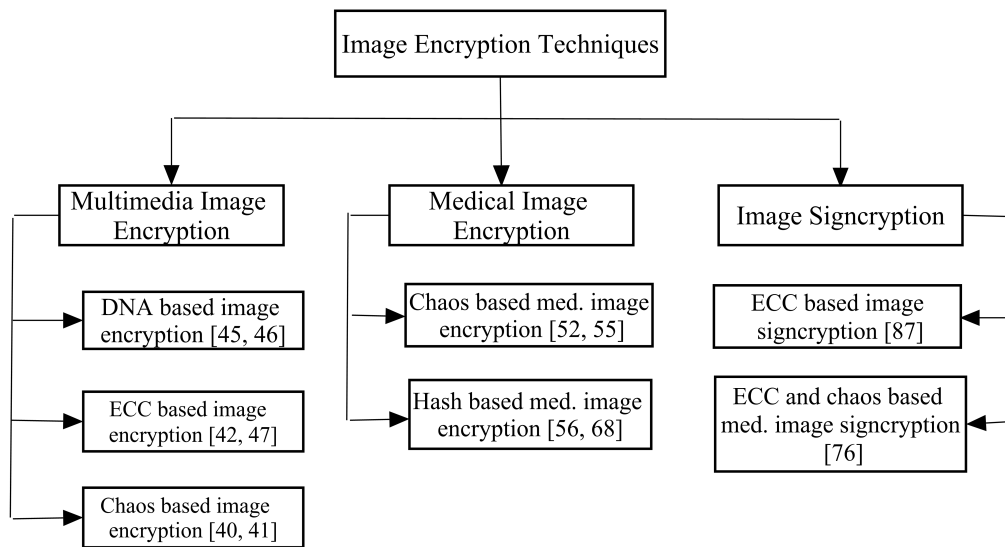 Image Encryption Techniques
Multimedia Image
Encryption
DNA based image
encryption [45, 46]
ECC based image
encryption [42, 47]
Chaos based image
encryption [40, 41]
Medical Image
Encryption
Chaos based med. image
encryption [52, 55]
Hash based med. image
encryption [56, 68]
Image Signcryption
ECC based image
signcryption [87]
ECC and chaos based
med. image signcryption
[76]